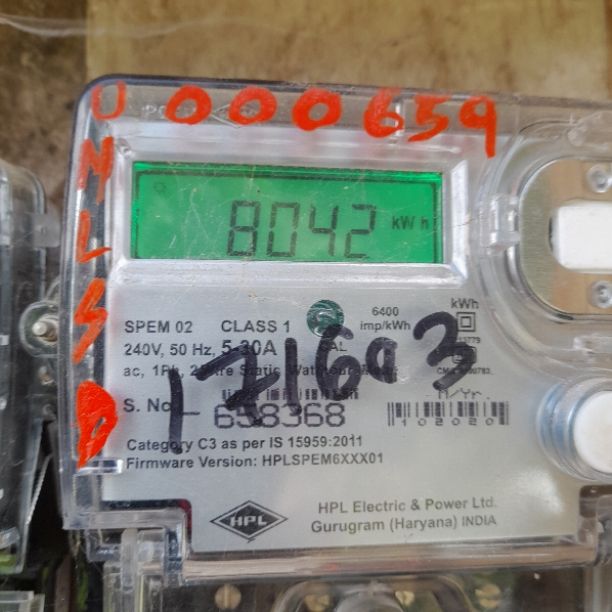 000659
UNLSD
8042 kWh
6400 imp/kWh
kWh
SPEM 02 CLASS 1
240V, 50 Hz, 5-30A
171603
S. No.
658368
M/Yr.
102020
Category C3 as per IS 15959:2011
Firmware Version: HPLSPEM6XXX01
HPL
HPL Electric & Power Ltd.
Gurugram (Haryana) INDIA